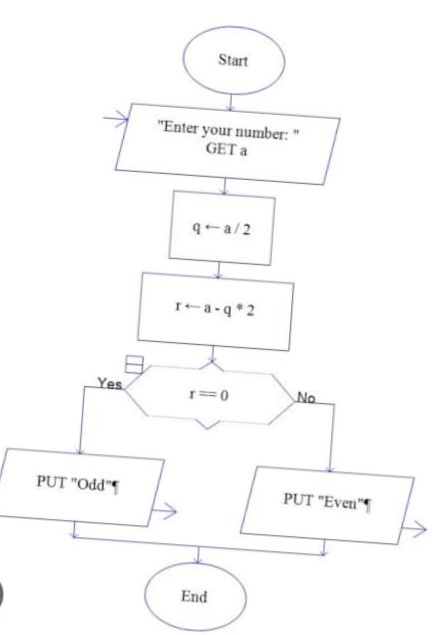 Start
"Enter your number: "
GET a
q ← a / 2
r ← a - q * 2
Yes
r == 0
No
PUT "Odd"¶
PUT "Even"¶
End